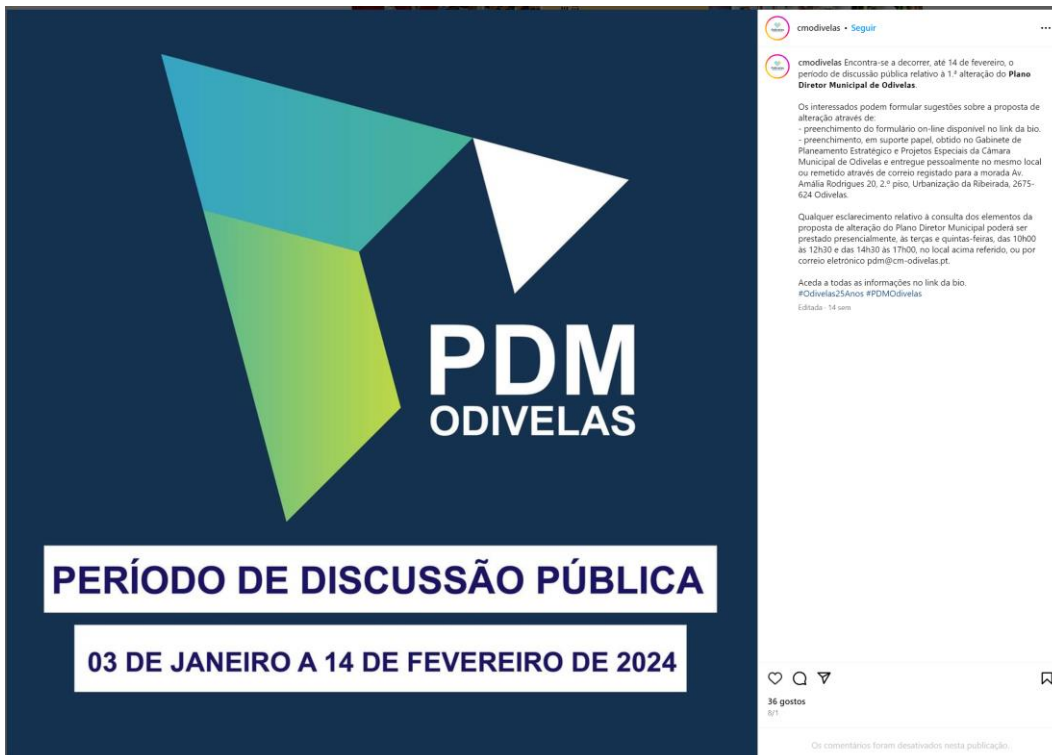 PDM
ODIVELAS
PERÍODO DE DISCUSSÃO PÚBLICA
03 DE JANEIRO A 14 DE FEVEREIRO DE 2024
cmodivelas • Seguir
cmodivelas Encontra-se a decorrer, até 14 de fevereiro, o
período de discussão pública relativo à 1.ª alteração do Plano
Diretor Municipal de Odivelas.
Os interessados podem formular sugestões sobre a proposta de
alteração através de:
- preenchimento do formulário on-line disponível no link da bio.
- preenchimento, em suporte papel, obtido no Gabinete de
Planeamento Estratégico e Projetos Especiais da Câmara
Municipal de Odivelas e entregue pessoalmente no mesmo local
ou remetido através de correio registado para a morada Av.
Amália Rodrigues 20, 2.º piso, Urbanização da Ribeirada, 2675-
624 Odivelas.
Qualquer esclarecimento relativo à consulta dos elementos da
proposta de alteração do Plano Diretor Municipal poderá ser
prestado presencialmente, às terças e quintas-feiras, das 10h00
às 12h30 e das 14h30 às 17h00, no local acima referido, ou por
correio eletrónico pdm@cm-odivelas.pt.
Aceda a todas as informações no link da bio.
#Odivelas25Anos #PDMOdivelas
Editada · 14 sem
36 gostos
8/1
Os comentários foram desativados nesta publicação.